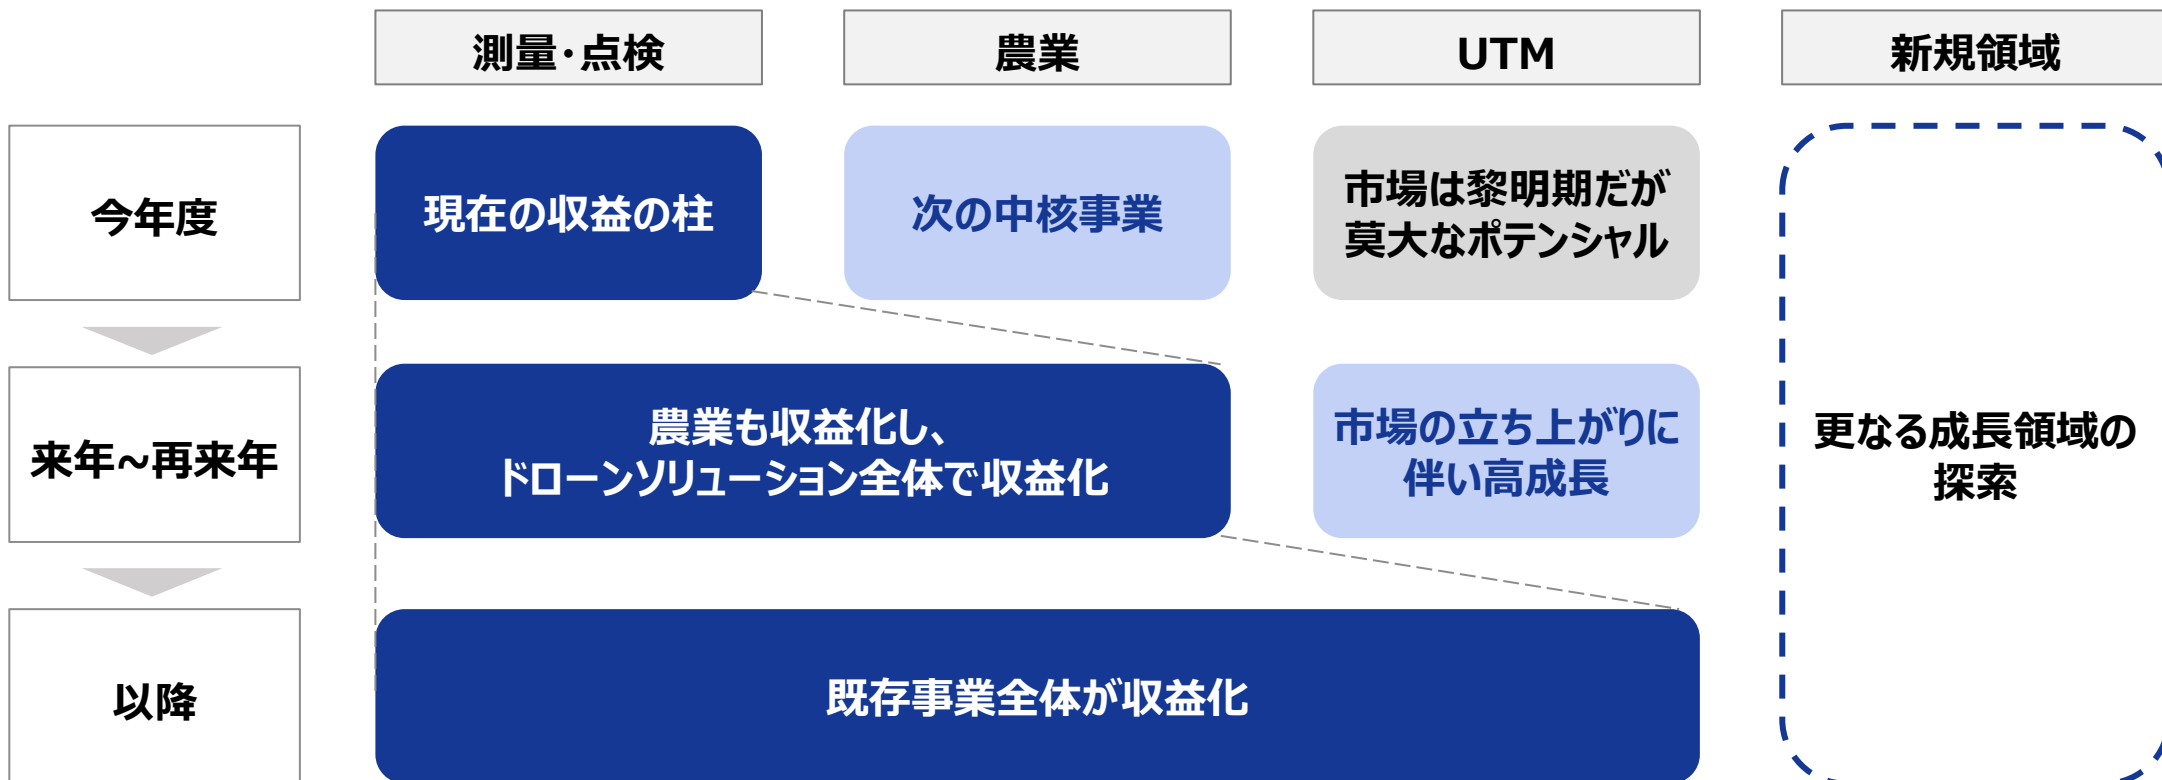 測量・点検
農業
UTM
新規領域
今年度
現在の収益の柱
次の中核事業
市場は黎明期だが
莫大なポテンシャル
来年~再来年
農業も収益化し、
ドローンソリューション全体で収益化
市場の立ち上がりに
伴い高成長
更なる成長領域の
探索
以降
既存事業全体が収益化